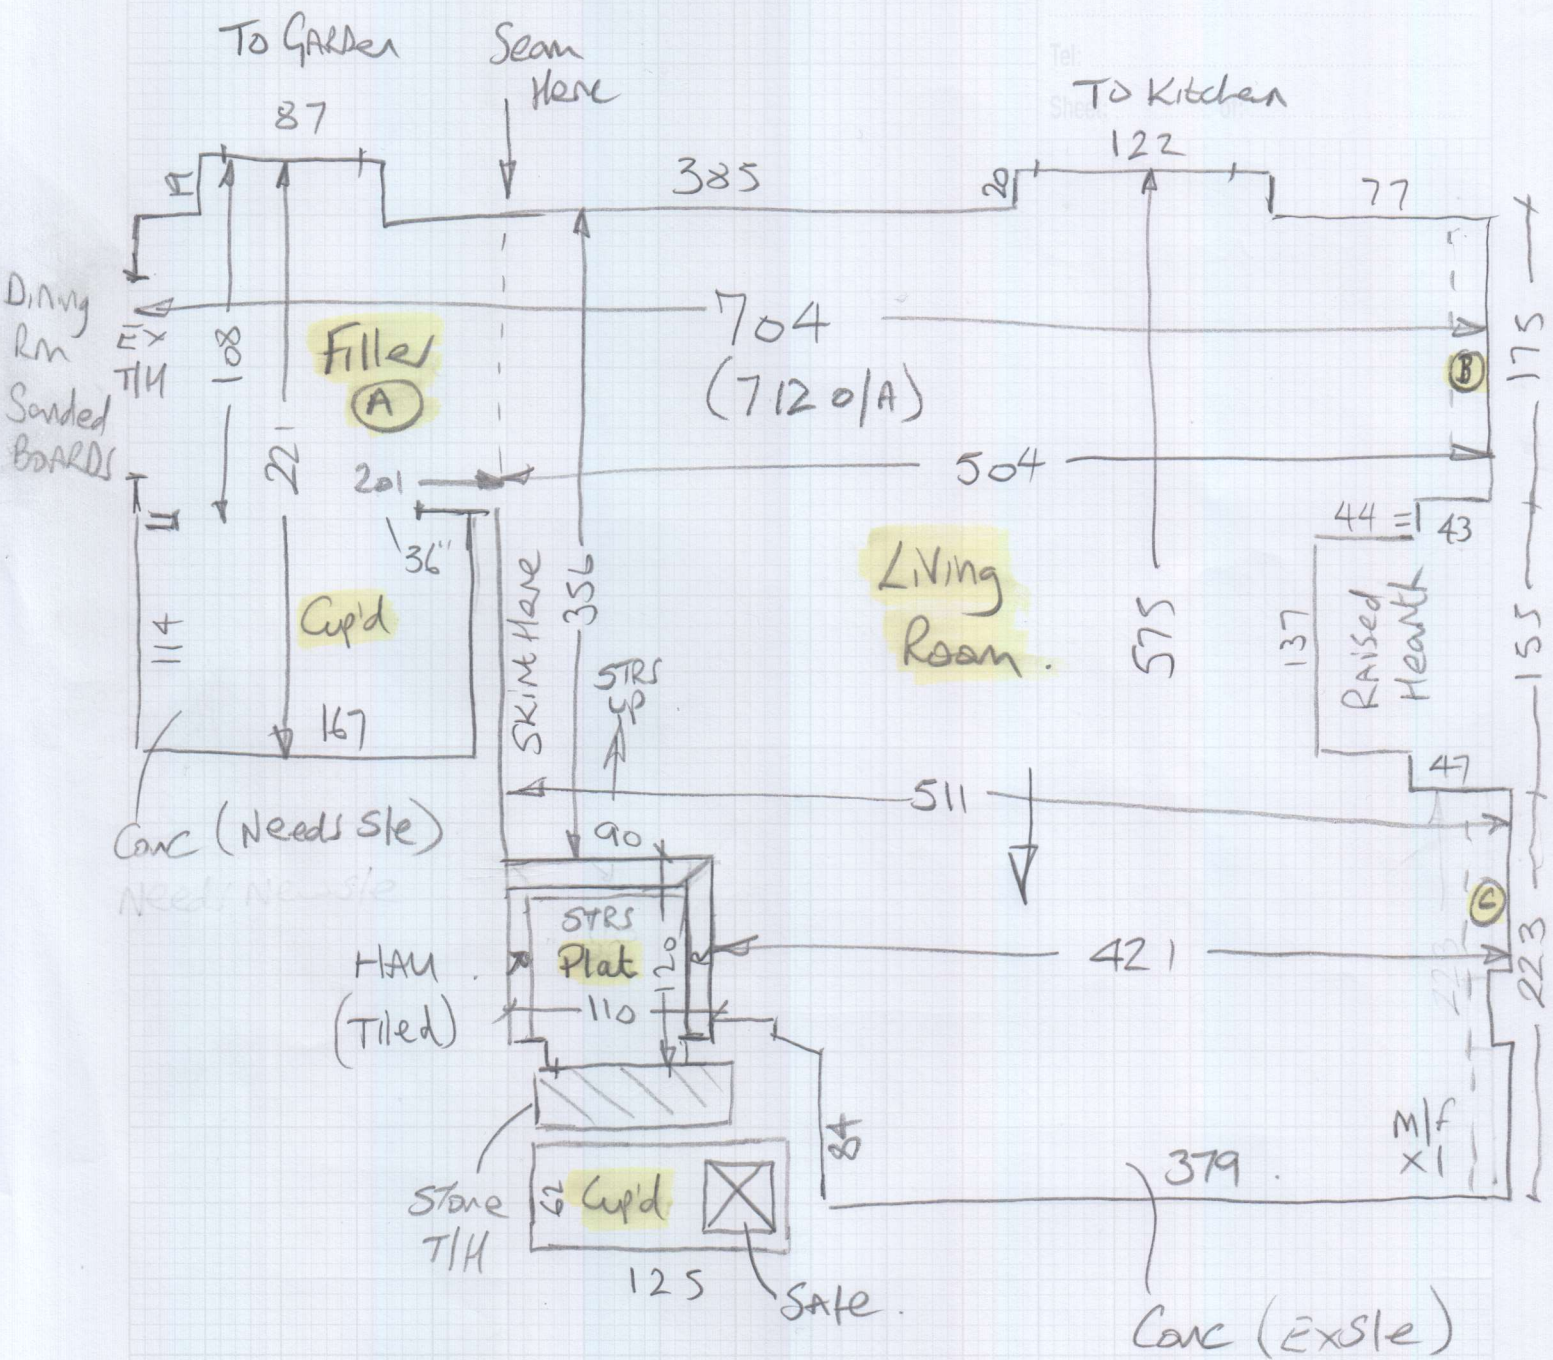 To GARDEN
Seam
Here
87
To Kitchen
122
385
20
77
Dining
Rm
Sanded
BOARDS
EX
T/H
108
Filler
A
704
(712 o/A)
B
175
221
201
504
36"
44
43
114
Cup'd
SKint Here
356
Living
Room.
575
137
RAISED
Hearth
155
STRS
UP
167
47
511
Conc (Needs S/e)
90
C
STRS
Plat
120
R
R
421
223
HALL
(Tiled)
110
84
m/f
x 1
379
Stone
T/H
62
Cup'd
125
SAfe.
Conc (Ex S/e)